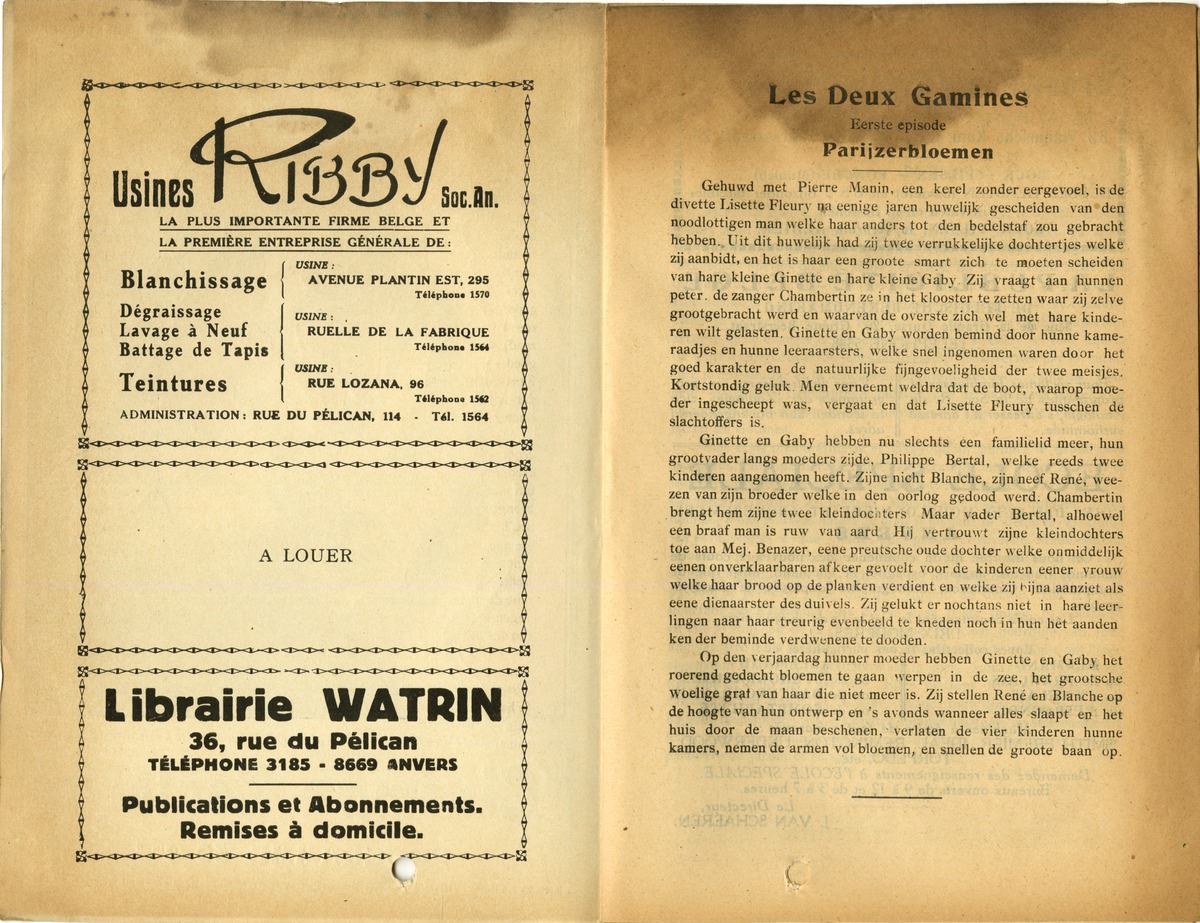 Usines RIBBY Soc.An.
LA PLUS IMPORTANTE FIRME BELGE ET
LA PREMIÈRE ENTREPRISE GÉNÉRALE DE:
Blanchissage
USINE:
AVENUE PLANTIN EST, 295
Téléphone 1570
Dégraissage
Lavage à Neuf
Battage de Tapis
USINE:
RUELLE DE LA FABRIQUE
Téléphone 1564
Teintures
USINE:
RUE LOZANA, 96
Téléphone 1562
ADMINISTRATION: RUE DU PÉLICAN, 114 - Tél. 1564
A LOUER
Librairie WATRIN
36, rue du Pélican
TÉLÉPHONE 3185 - 8669 ANVERS
Publications et Abonnements.
Remises à domicile.
Les Deux Gamines
Eerste episode
Parijzerbloemen
Gehuwd met Pierre Manin, een kerel zonder eergevoel, is de
divette Lisette Fleury na eenige jaren huwelijk gescheiden van den
noodlottigen man welke haar anders tot den bedelstaf zou gebracht
hebben. Uit dit huwelijk had zij twee verrukkelijke dochtertjes welke
zij aanbidt, en het is haar een groote smart zich te moeten scheiden
van hare kleine Ginette en hare kleine Gaby. Zij vraagt aan hunnen
peter. de zanger Chambertin ze in het klooster te zetten waar zij zelve
grootgebracht werd en waarvan de overste zich wel met hare kinde-
ren wilt gelasten. Ginette en Gaby worden bemind door hunne kame-
raadjes en hunne leeraarsters, welke snel ingenomen waren door het
goed karakter en de natuurlijke fijngevoeligheid der twee meisjes.
Kortstondig geluk. Men verneemt weldra dat de boot, waarop moe-
der ingescheept was, vergaat en dat Lisette Fleury tusschen de
slachtoffers is.
Ginette en Gaby hebben nu slechts een familielid meer, hun
grootvader langs moeders zijde, Philippe Bertal, welke reeds twee
kinderen aangenomen heeft. Zijne nicht Blanche, zijn neef René, wee-
zen van zijn broeder welke in den oorlog gedood werd. Chambertin
brengt hem zijne twee kleindochters Maar vader Bertal, alhoewel
een braaf man is ruw van aard Hij vertrouwt zijne kleindochters
toe aan Mej. Benazer, eene preutsche oude dochter welke onmiddelijk
eenen onverklaarbaren afkeer gevoelt voor de kinderen eener vrouw
welke haar brood op de planken verdient en welke zij bijna aanziet als
eene dienaarster des duivels. Zij gelukt er nochtans niet in hare leer-
lingen naar haar treurig evenbeeld te kneden noch in hun het aanden
ken der beminde verdwenene te dooden.
Op den verjaardag hunner moeder hebben Ginette en Gaby het
roerend gedacht bloemen te gaan werpen in de zee, het grootsche
woelige graf van haar die niet meer is. Zij stellen René en Blanche op
de hoogte van hun ontwerp en 's avonds wanneer alles slaapt en het
huis door de maan beschenen, verlaten de vier kinderen hunne
kamers, nemen de armen vol bloemen, en snellen de groote baan op.